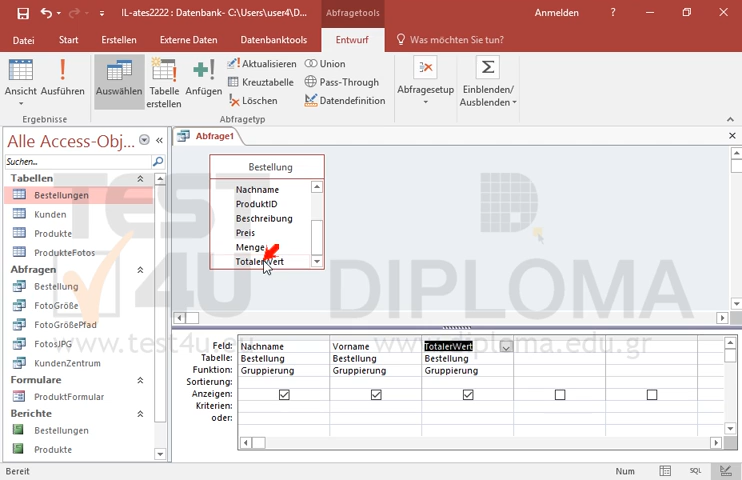 IL-ates2222 : Datenbank- C:\Users\user4\D...
Abfragetools
Anmelden
Datei
Start
Erstellen
Externe Daten
Datenbanktools
Entwurf
Was möchten Sie tun?
Ansicht
Ausführen
Auswählen
Tabelle erstellen
Anfügen
Aktualisieren
Kreuztabelle
Löschen
Union
Pass-Through
Datendefinition
Abfragesetup
Einblenden/ Ausblenden
Ergebnisse
Abfragetyp
Alle Access-Obj...
Suchen...
Tabellen
Bestellungen
Kunden
Produkte
ProdukteFotos
Abfragen
Bestellung
FotoGröße
FotoGrößePfad
FotosJPG
KundenZentrum
Formulare
ProduktFormular
Berichte
Bestellungen
Produkte
Abfrage1
Bestellung
Nachname
ProduktID
Beschreibung
Preis
Menge
TotalerWert
TEST
4U
DIPLOMA
www.test4u.eu
www.diploma.edu.gr
Feld: Nachname Vorname TotalerWert
Tabelle: Bestellung Bestellung Bestellung
Funktion: Gruppierung Gruppierung Gruppierung
Sortierung:
Anzeigen:
Kriterien:
oder:
Bereit
Num
SQL